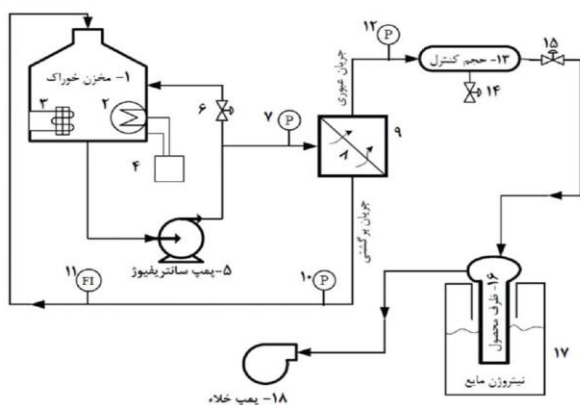 ۱۲
P
۱۳- حجم کنترل
۱۵
۱۴
جریان عبوری
۱- مخزن خوراک
۳
۲
۴
۶
۷
P
۸
۹
جریان برگشتی
۵-پمپ سانتریفیوژ
۱۱
FI
۱۰
P
۱۶- ظرف محصول
۱۷
نیتروژن مایع
۱۸- پمپ خلاء